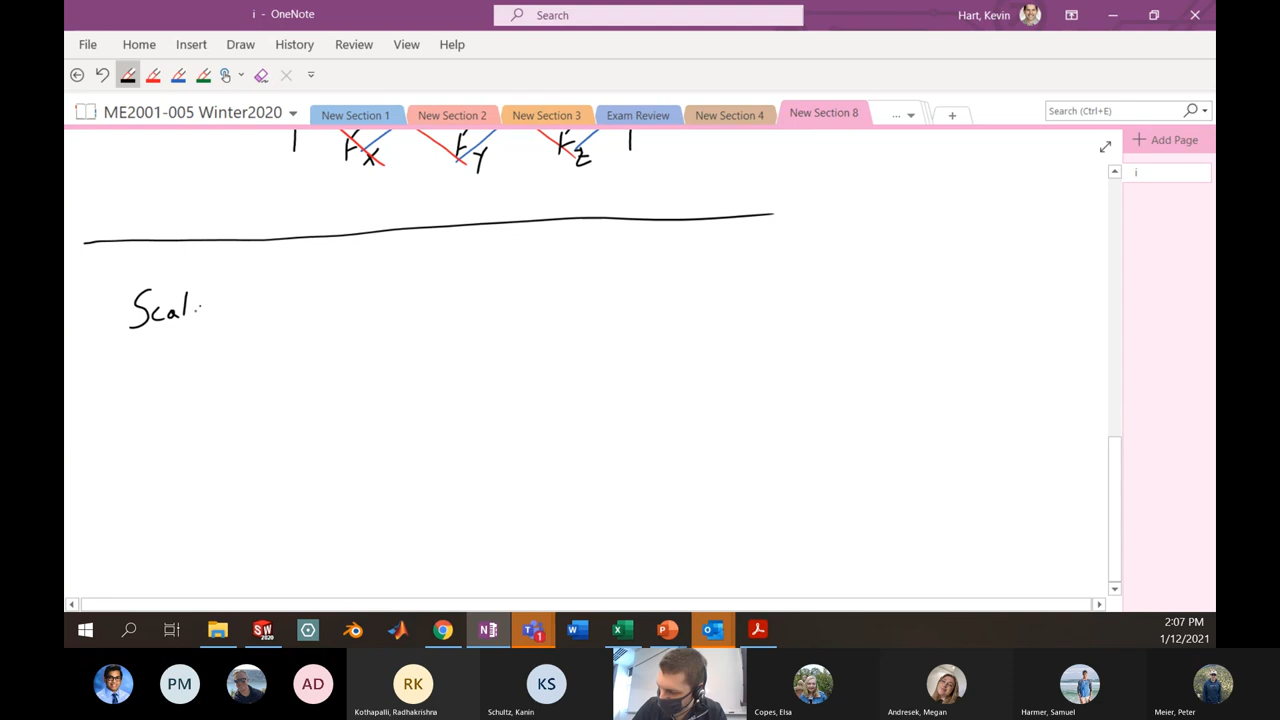 i - OneNote
Search
Hart, Kevin
File Home Insert Draw History Review View Help
ME2001-005 Winter2020
New Section 1 New Section 2 New Section 3 Exam Review New Section 4 New Section 8 ...
Search (Ctrl+E)
Add Page
i
| Fx Fy Fz |
Scal
SW 2020
1
2:07 PM
1/12/2021
PM AD RK KS
Kothapalli, Radhakrishna Schultz, Kanin Copes, Elsa Andresek, Megan Harmer, Samuel Meier, Peter